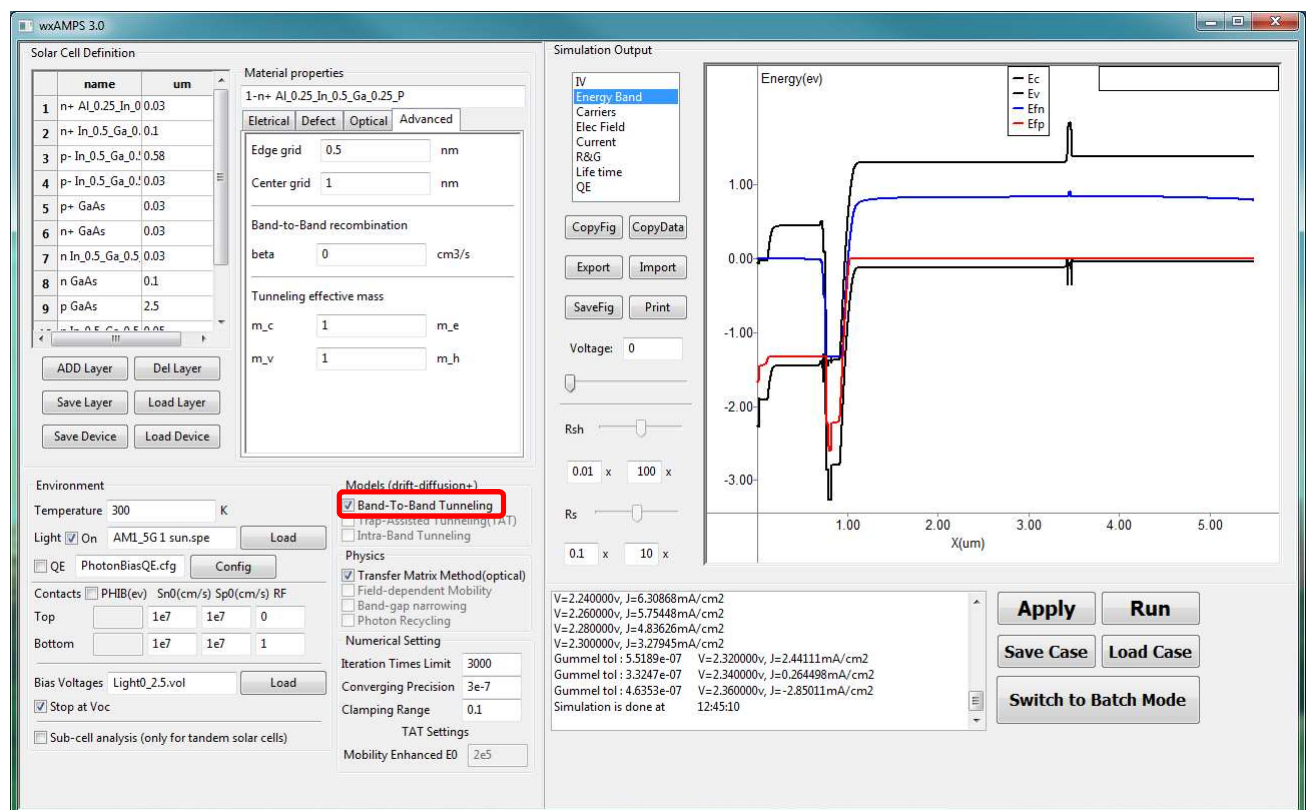 wxAMPS 3.0
Solar Cell Definition
name um
1 n+ Al_0.25_In_0 0.03
2 n+ In_0.5_Ga_0. 0.1
3 p- In_0.5_Ga_0.! 0.58
4 p- In_0.5_Ga_0.! 0.03
5 p+ GaAs 0.03
6 n+ GaAs 0.03
7 n In_0.5_Ga_0.5 0.03
8 n GaAs 0.1
9 p GaAs 2.5
ADD Layer Del Layer
Save Layer Load Layer
Save Device Load Device
Material properties
1-n+ Al_0.25_In_0.5_Ga_0.25_P
Eletrical Defect Optical Advanced
Edge grid 0.5 nm
Center grid 1 nm
Band-to-Band recombination
beta 0 cm3/s
Tunneling effective mass
m_c 1 m_e
m_v 1 m_h
Environment
Temperature 300 K
Light On AM1_5G 1 sun.spe Load
QE PhotonBiasQE.cfg Config
Contacts PHIB(ev) Sn0(cm/s) Sp0(cm/s) RF
Top 1e7 1e7 0
Bottom 1e7 1e7 1
Bias Voltages Light0_2.5.vol Load
Stop at Voc
Sub-cell analysis (only for tandem solar cells)
Models (drift-diffusion+)
Band-To-Band Tunneling
Trap-Assisted Tunneling(TAT)
Intra-Band Tunneling
Physics
Transfer Matrix Method(optical)
Field-dependent Mobility
Band-gap narrowing
Photon Recycling
Numerical Setting
Iteration Times Limit 3000
Converging Precision 3e-7
Clamping Range 0.1
TAT Settings
Mobility Enhanced E0 2e5
Simulation Output
IV
Energy Band
Carriers
Elec Field
Current
R&G
Life time
QE
CopyFig CopyData
Export Import
SaveFig Print
Voltage: 0
Rsh
0.01 x 100 x
Rs
0.1 x 10 x
Energy(ev)
Ec
Ev
Efn
Efp
1.00
0.00
-1.00
-2.00
-3.00
1.00 2.00 3.00 4.00 5.00
X(um)
V=2.240000v, J=6.30868mA/cm2
V=2.260000v, J=5.75448mA/cm2
V=2.280000v, J=4.83626mA/cm2
V=2.300000v, J=3.27945mA/cm2
Gummel tol : 5.5189e-07 V=2.320000v, J=2.44111mA/cm2
Gummel tol : 3.3247e-07 V=2.340000v, J=0.264498mA/cm2
Gummel tol : 4.6353e-07 V=2.360000v, J=-2.85011mA/cm2
Simulation is done at 12:45:10
Apply Run
Save Case Load Case
Switch to Batch Mode